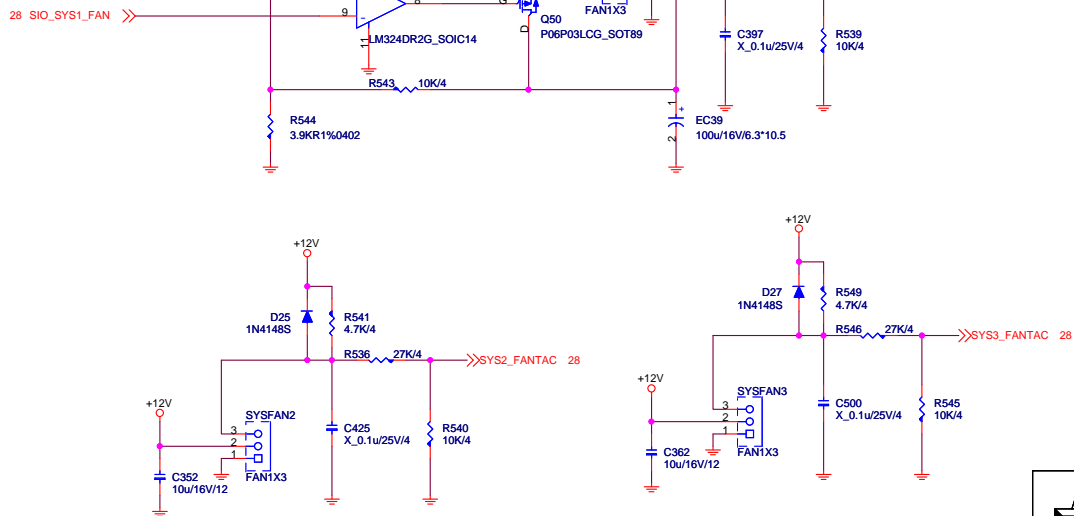 28 SIO_SYS1_FAN
9
8
G
11
LM324DR2G_SOIC14
D
Q50
P06P03LCG_SOT89
FAN1X3
C397
X_0.1u/25V/4
R539
10K/4
R543
10K/4
R544
3.9KR1%0402
1
+
2
EC39
100u/16V/6.3*10.5
+12V
D25
1N4148S
R541
4.7K/4
R536
27K/4
SYS2_FANTAC 28
+12V
SYSFAN2
3
2
1
FAN1X3
C352
10u/16V/12
C425
X_0.1u/25V/4
R540
10K/4
+12V
D27
1N4148S
R549
4.7K/4
R546
27K/4
SYS3_FANTAC 28
+12V
SYSFAN3
3
2
1
FAN1X3
C362
10u/16V/12
C500
X_0.1u/25V/4
R545
10K/4